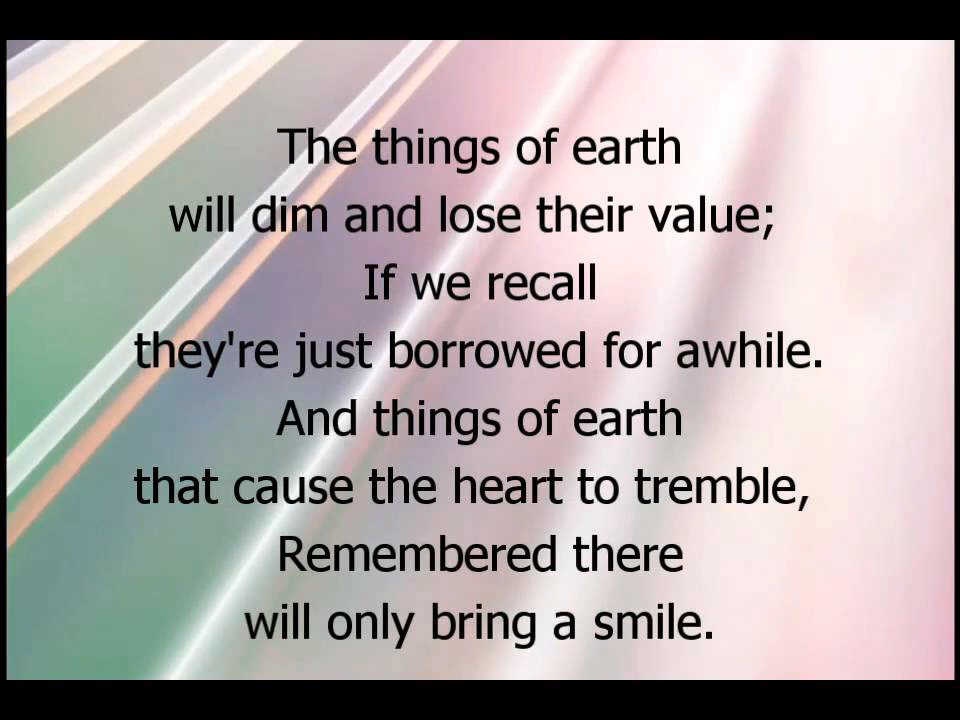 The things of earth
will dim and lose their value;
If we recall
they're just borrowed for awhile.
And things of earth
that cause the heart to tremble,
Remembered there
will only bring a smile.